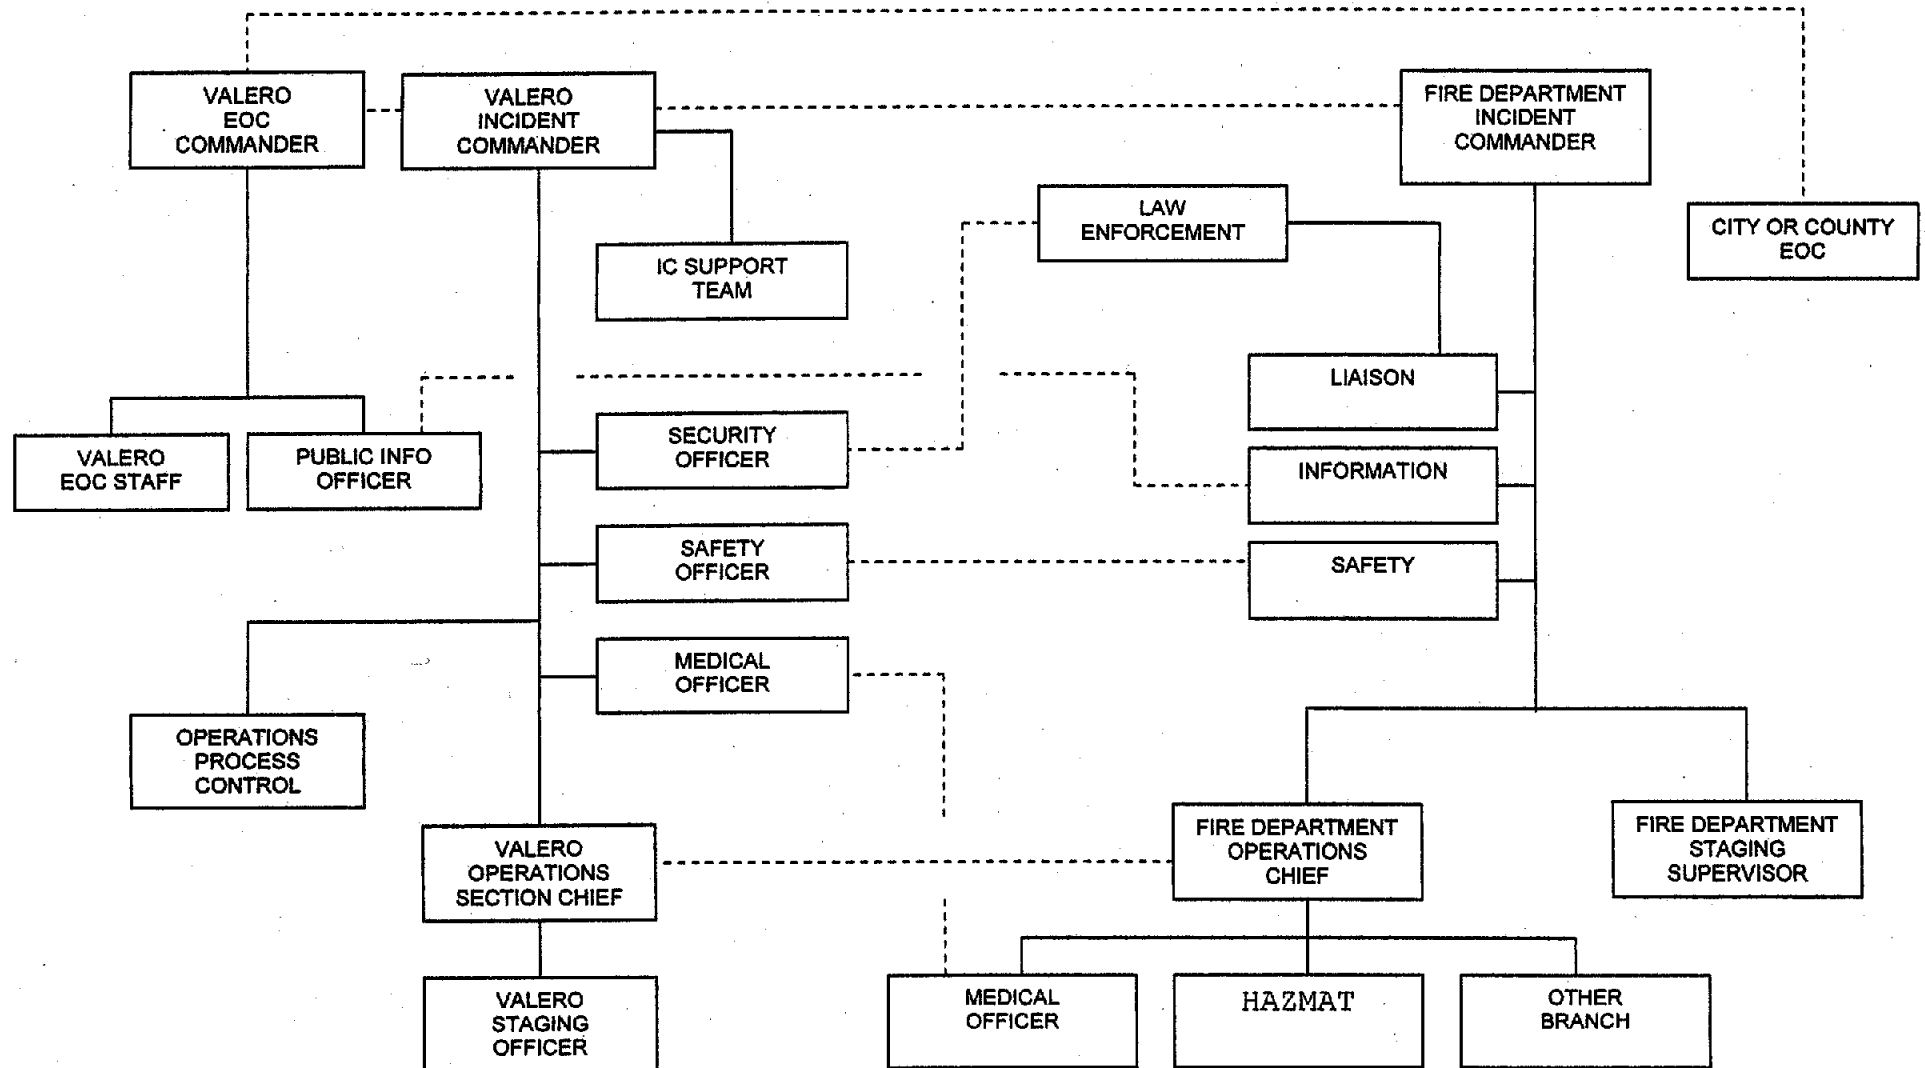 VALERO
EOC
COMMANDER
VALERO
INCIDENT
COMMANDER
FIRE DEPARTMENT
INCIDENT
COMMANDER
LAW
ENFORCEMENT
CITY OR COUNTY
EOC
IC SUPPORT
TEAM
LIAISON
SECURITY
OFFICER
VALERO
EOC STAFF
PUBLIC INFO
OFFICER
INFORMATION
SAFETY
OFFICER
SAFETY
MEDICAL
OFFICER
OPERATIONS
PROCESS
CONTROL
VALERO
OPERATIONS
SECTION CHIEF
FIRE DEPARTMENT
OPERATIONS
CHIEF
FIRE DEPARTMENT
STAGING
SUPERVISOR
VALERO
STAGING
OFFICER
MEDICAL
OFFICER
HAZMAT
OTHER
BRANCH